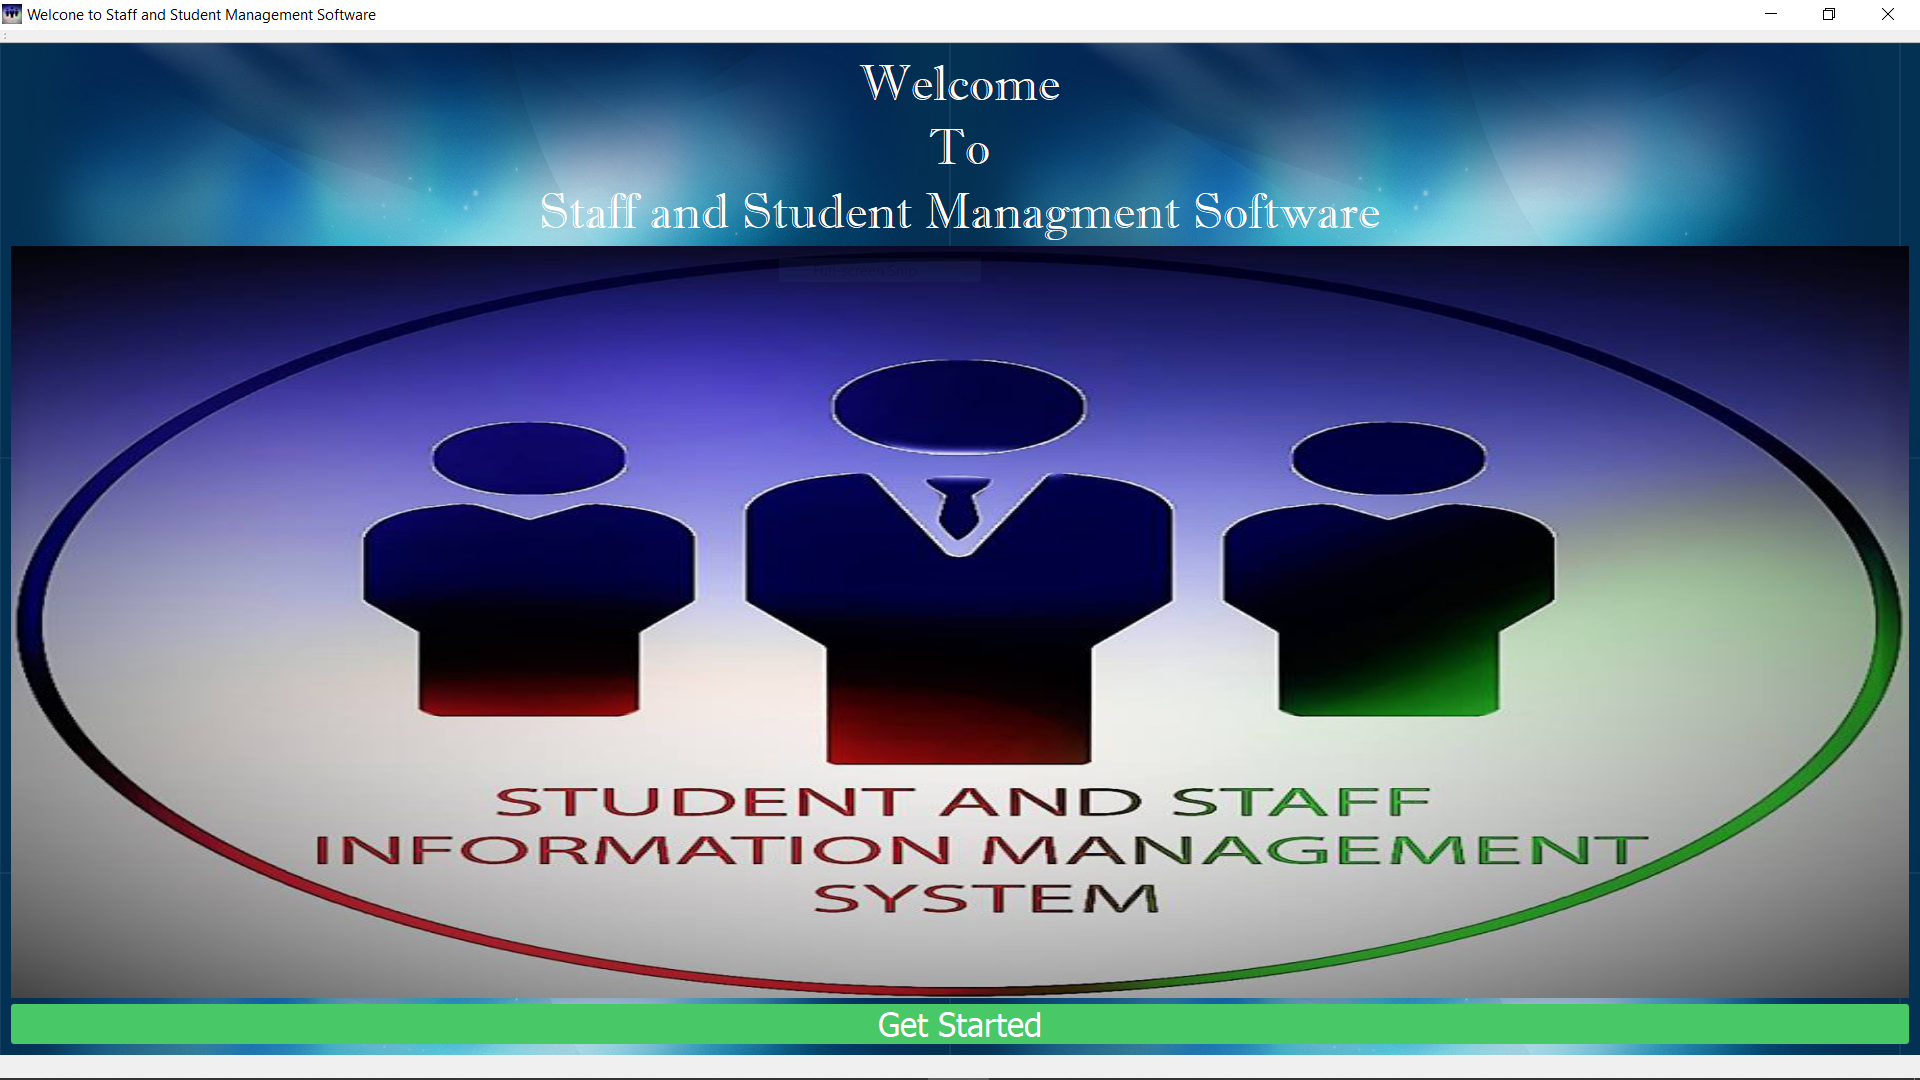 Welcone to Staff and Student Management Software
Welcome
To
Staff and Student Managment Software
STUDENT AND STAFF
INFORMATION MANAGEMENT
SYSTEM
Get Started